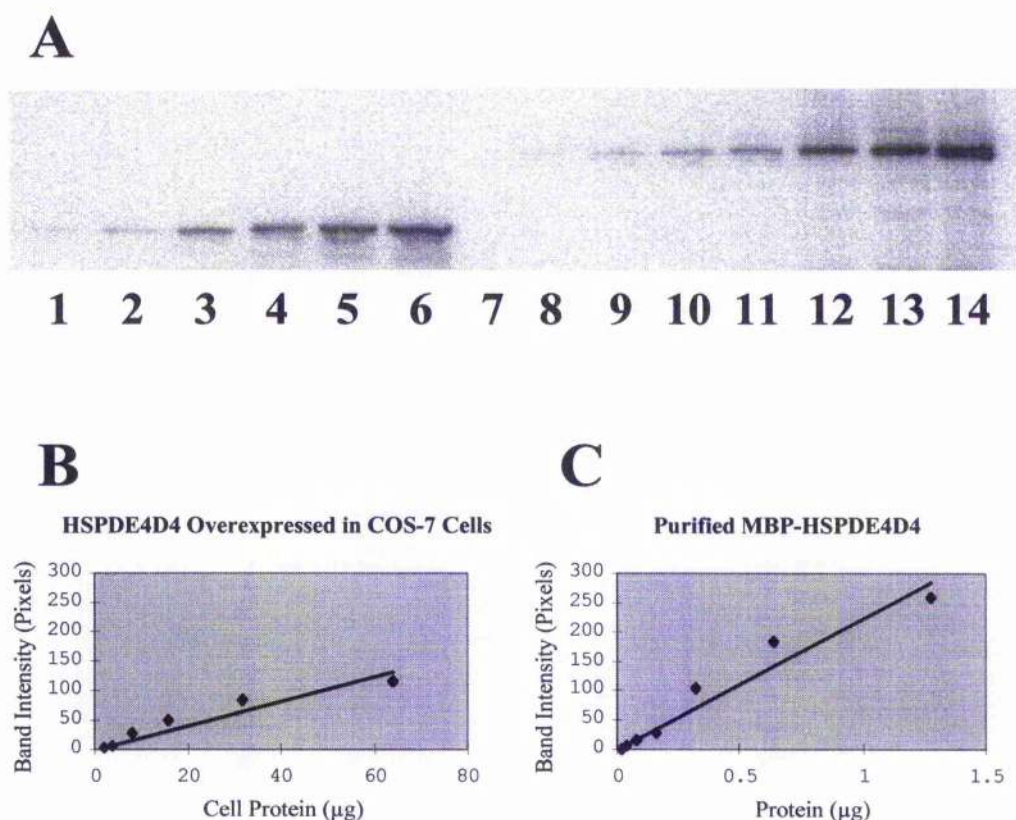 A
1 2 3 4 5 6 7 8 9 10 11 12 13 14
B
HSPDE4D4 Overexpressed in COS-7 Cells
Band Intensity (Pixels)
300
250
200
150
100
50
0
0 20 40 60 80
Cell Protein (µg)
C
Purified MBP-HSPDE4D4
Band Intensity (Pixels)
300
250
200
150
100
50
0
0 0.5 1 1.5
Protein (µg)